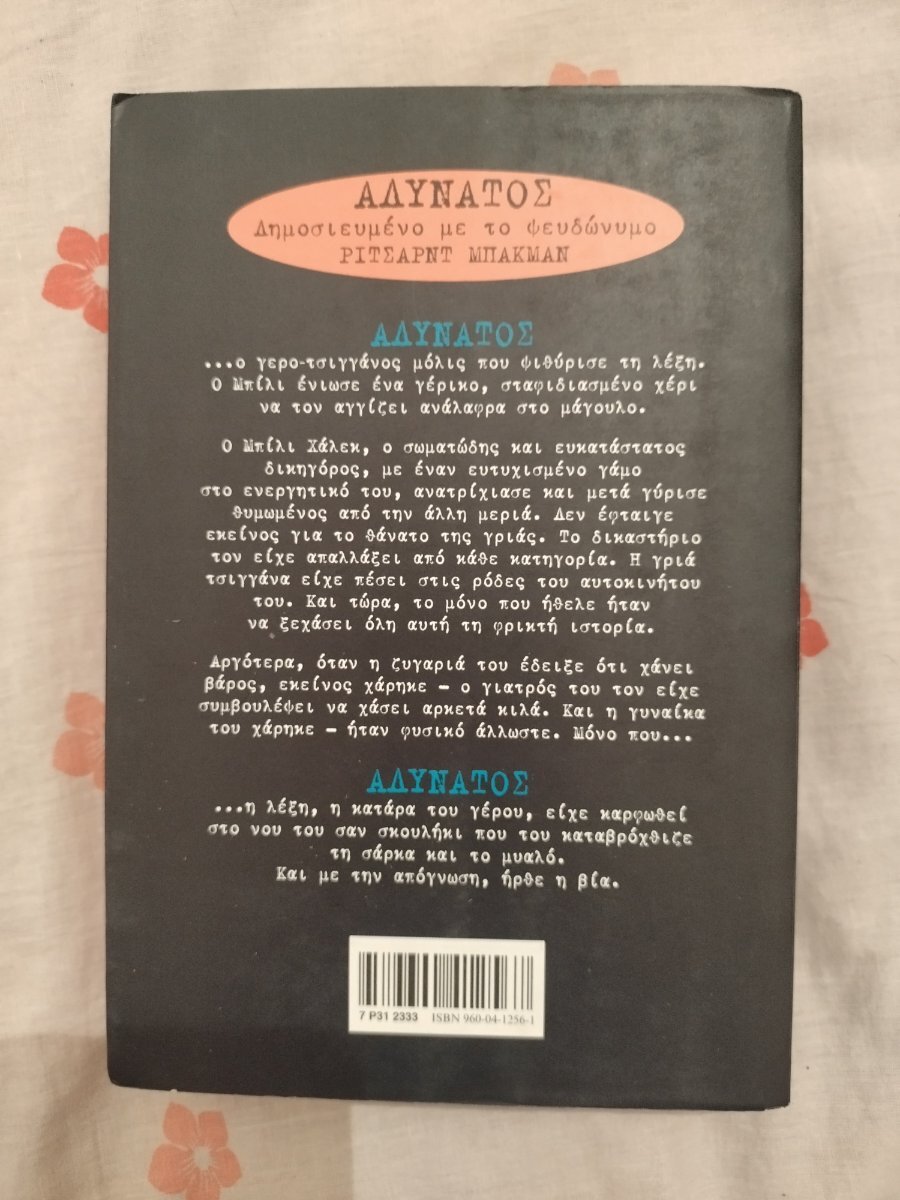 ΑΔΥΝΑΤΟΣ
Δημοσιευμένο με το ψευδώνυμο
ΡΙΤΣΑΡΝΤ ΜΠΑΚΜΑΝ
ΑΔΥΝΑΤΟΣ
...ο γερο-τσιγγάνος μόλις που ψιθύρισε τη λέξη.
Ο Μπίλι ένιωσε ένα γέρικο, σταφιδιασμένο χέρι
να τον αγγίζει ανάλαφρα στο μάγουλο.
Ο Μπίλι Χάλεκ, ο σωματώδης και ευκατάστατος
δικηγόρος, με έναν ευτυχισμένο γάμο
στο ενεργητικό του, ανατρίχιασε και μετά γύρισε
θυμωμένος από την άλλη μεριά. Δεν έφταιγε
εκείνος για το θάνατο της γριάς. Το δικαστήριο
τον είχε απαλλάξει από κάθε κατηγορία. Η γριά
τσιγγάνα είχε πέσει στις ρόδες του αυτοκινήτου
του. Και τώρα, το μόνο που ήθελε ήταν
να ξεχάσει όλη αυτή τη φρικτή ιστορία.
Αργότερα, όταν η ζυγαριά του έδειξε ότι χάνει
βάρος, εκείνος χάρηκε – ο γιατρός του τον είχε
συμβουλέψει να χάσει αρκετά κιλά. Και η γυναίκα
του χάρηκε – ήταν φυσικό άλλωστε. Μόνο που...
ΑΔΥΝΑΤΟΣ
...η λέξη, η κατάρα του γέρου, είχε καρφωθεί
στο νου του σαν σκουλήκι που του καταβρόχθιζε
τη σάρκα και το μυαλό.
Και με την απόγνωση, ήρθε η βία.
7 P31 2333 ISBN 960-04-1256-1